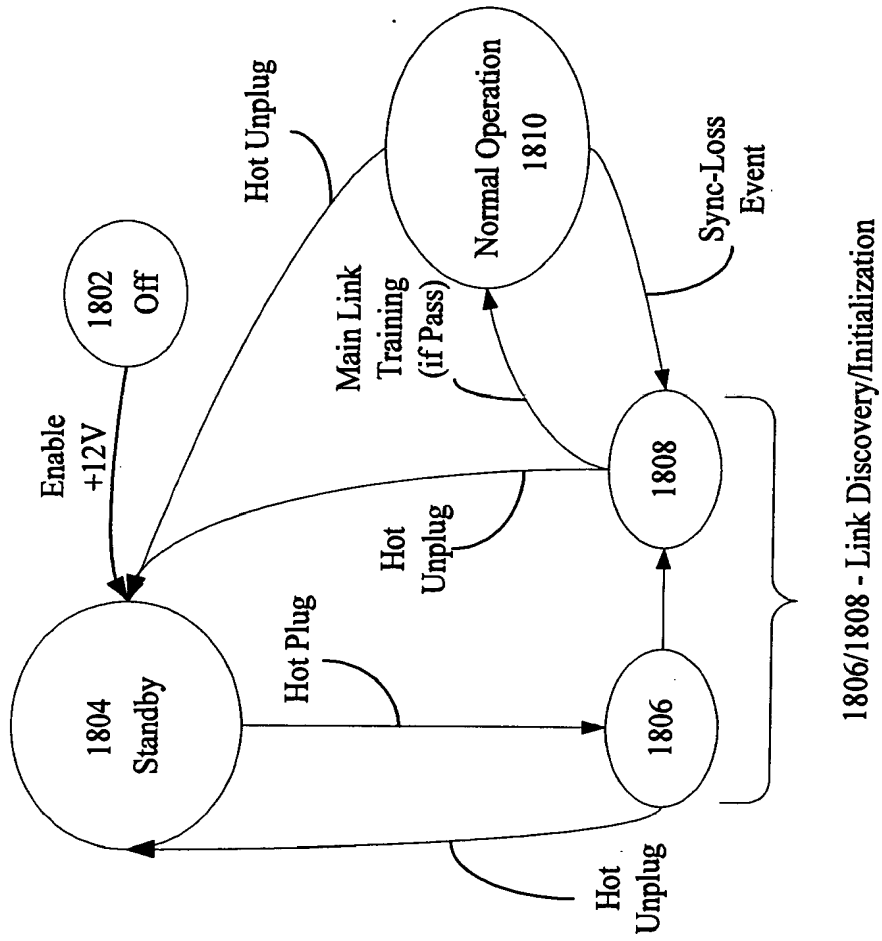 1802
Off
Enable
+12V
Hot Unplug
1804
Standby
Normal Operation
1810
Main Link
Training
(if Pass)
Hot
Unplug
Hot Plug
Sync-Loss
Event
1808
1806
Hot
Unplug
1806/1808 - Link Discovery/Initialization